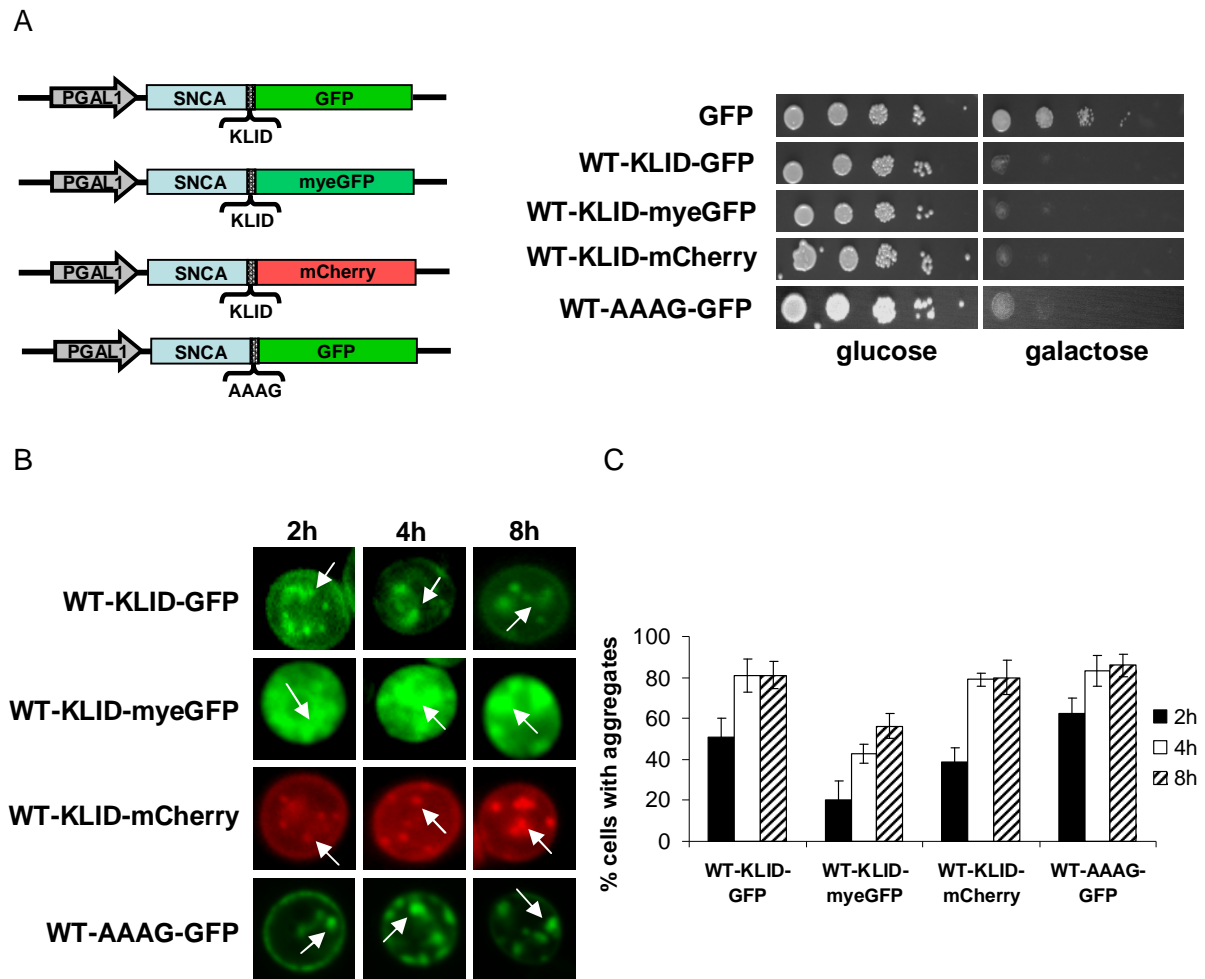 A
PGAL1 SNCA GFP
KLID
PGAL1 SNCA myeGFP
KLID
PGAL1 SNCA mCherry
KLID
PGAL1 SNCA GFP
AAAG
GFP
WT-KLID-GFP
WT-KLID-myeGFP
WT-KLID-mCherry
WT-AAAG-GFP
glucose galactose
B
2h 4h 8h
WT-KLID-GFP
WT-KLID-myeGFP
WT-KLID-mCherry
WT-AAAG-GFP
C
% cells with aggregates
100
80
60
40
20
0
WT-KLID-
GFP
WT-KLID-
myeGFP
WT-KLID-
mCherry
WT-AAAG-
GFP
2h
4h
8h